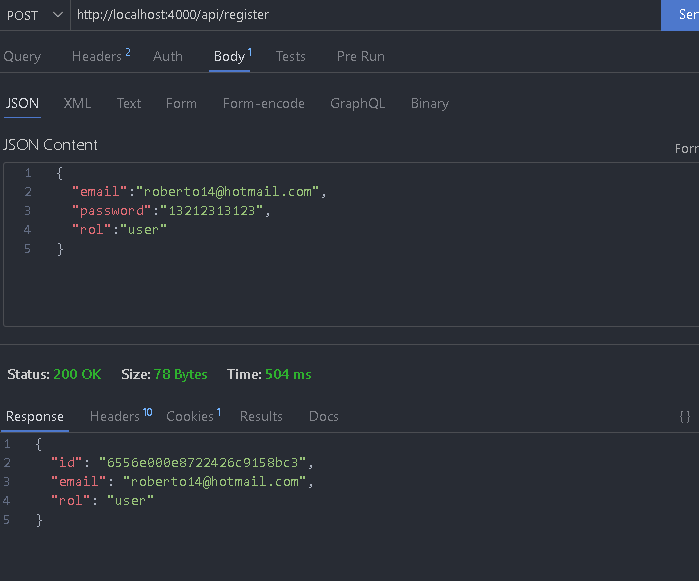 POST http://localhost:4000/api/register Ser
Query Headers 2 Auth Body 1 Tests Pre Run
JSON XML Text Form Form-encode GraphQL Binary
JSON Content
Forr
1 {
2 "email":"roberto14@hotmail.com",
3 "password":"13212313123",
4 "rol":"user"
5 }
Status: 200 OK Size: 78 Bytes Time: 504 ms
Response Headers 10 Cookies 1 Results Docs { }
1 {
2 "id": "6556e000e8722426c9158bc3",
3 "email": "roberto14@hotmail.com",
4 "rol": "user"
5 }